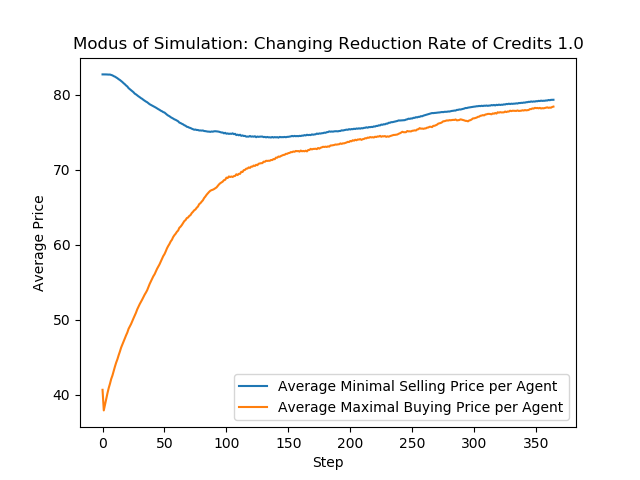 Modus of Simulation: Changing Reduction Rate of Credits 1.0
80
70
60
50
40
Average Price
0 50 100 150 200 250 300 350
Step
Average Minimal Selling Price per Agent
Average Maximal Buying Price per Agent